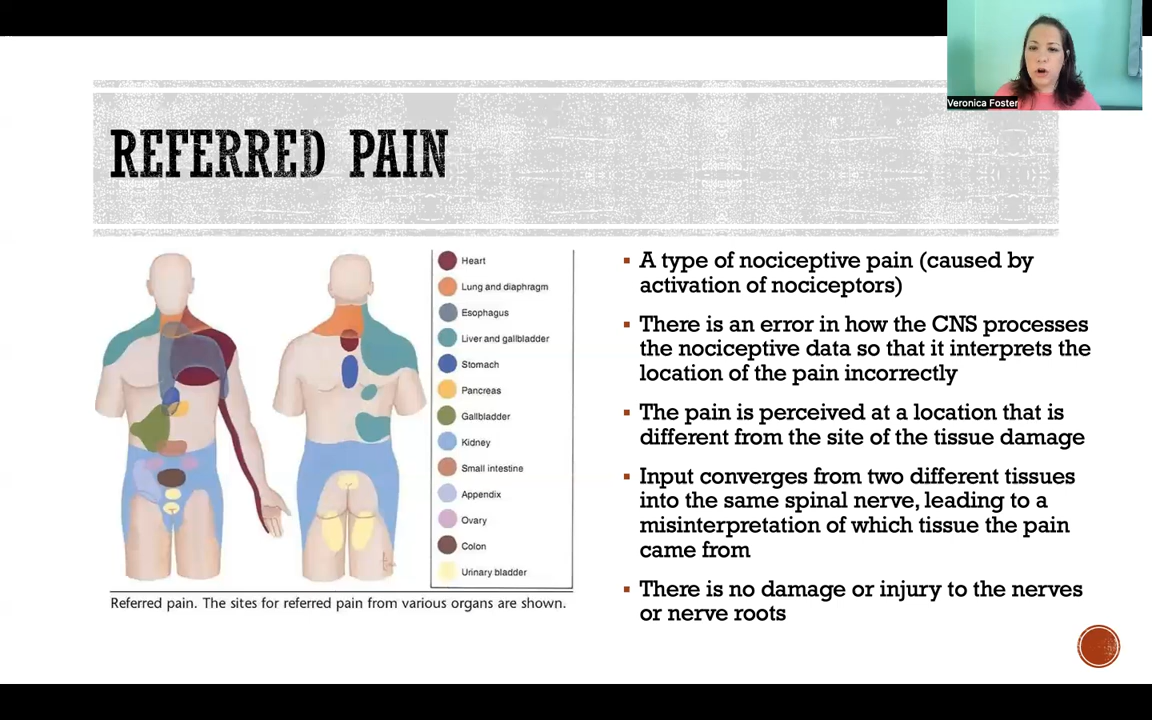 Veronica Foster
REFERRED PAIN
Heart
Lung and diaphragm
Esophagus
Liver and gallbladder
Stomach
Pancreas
Gallbladder
Kidney
Small intestine
Appendix
Ovary
Colon
Urinary bladder
Referred pain. The sites for referred pain from various organs are shown.
A type of nociceptive pain (caused by
activation of nociceptors)
There is an error in how the CNS processes
the nociceptive data so that it interprets the
location of the pain incorrectly
The pain is perceived at a location that is
different from the site of the tissue damage
Input converges from two different tissues
into the same spinal nerve, leading to a
misinterpretation of which tissue the pain
came from
There is no damage or injury to the nerves
or nerve roots